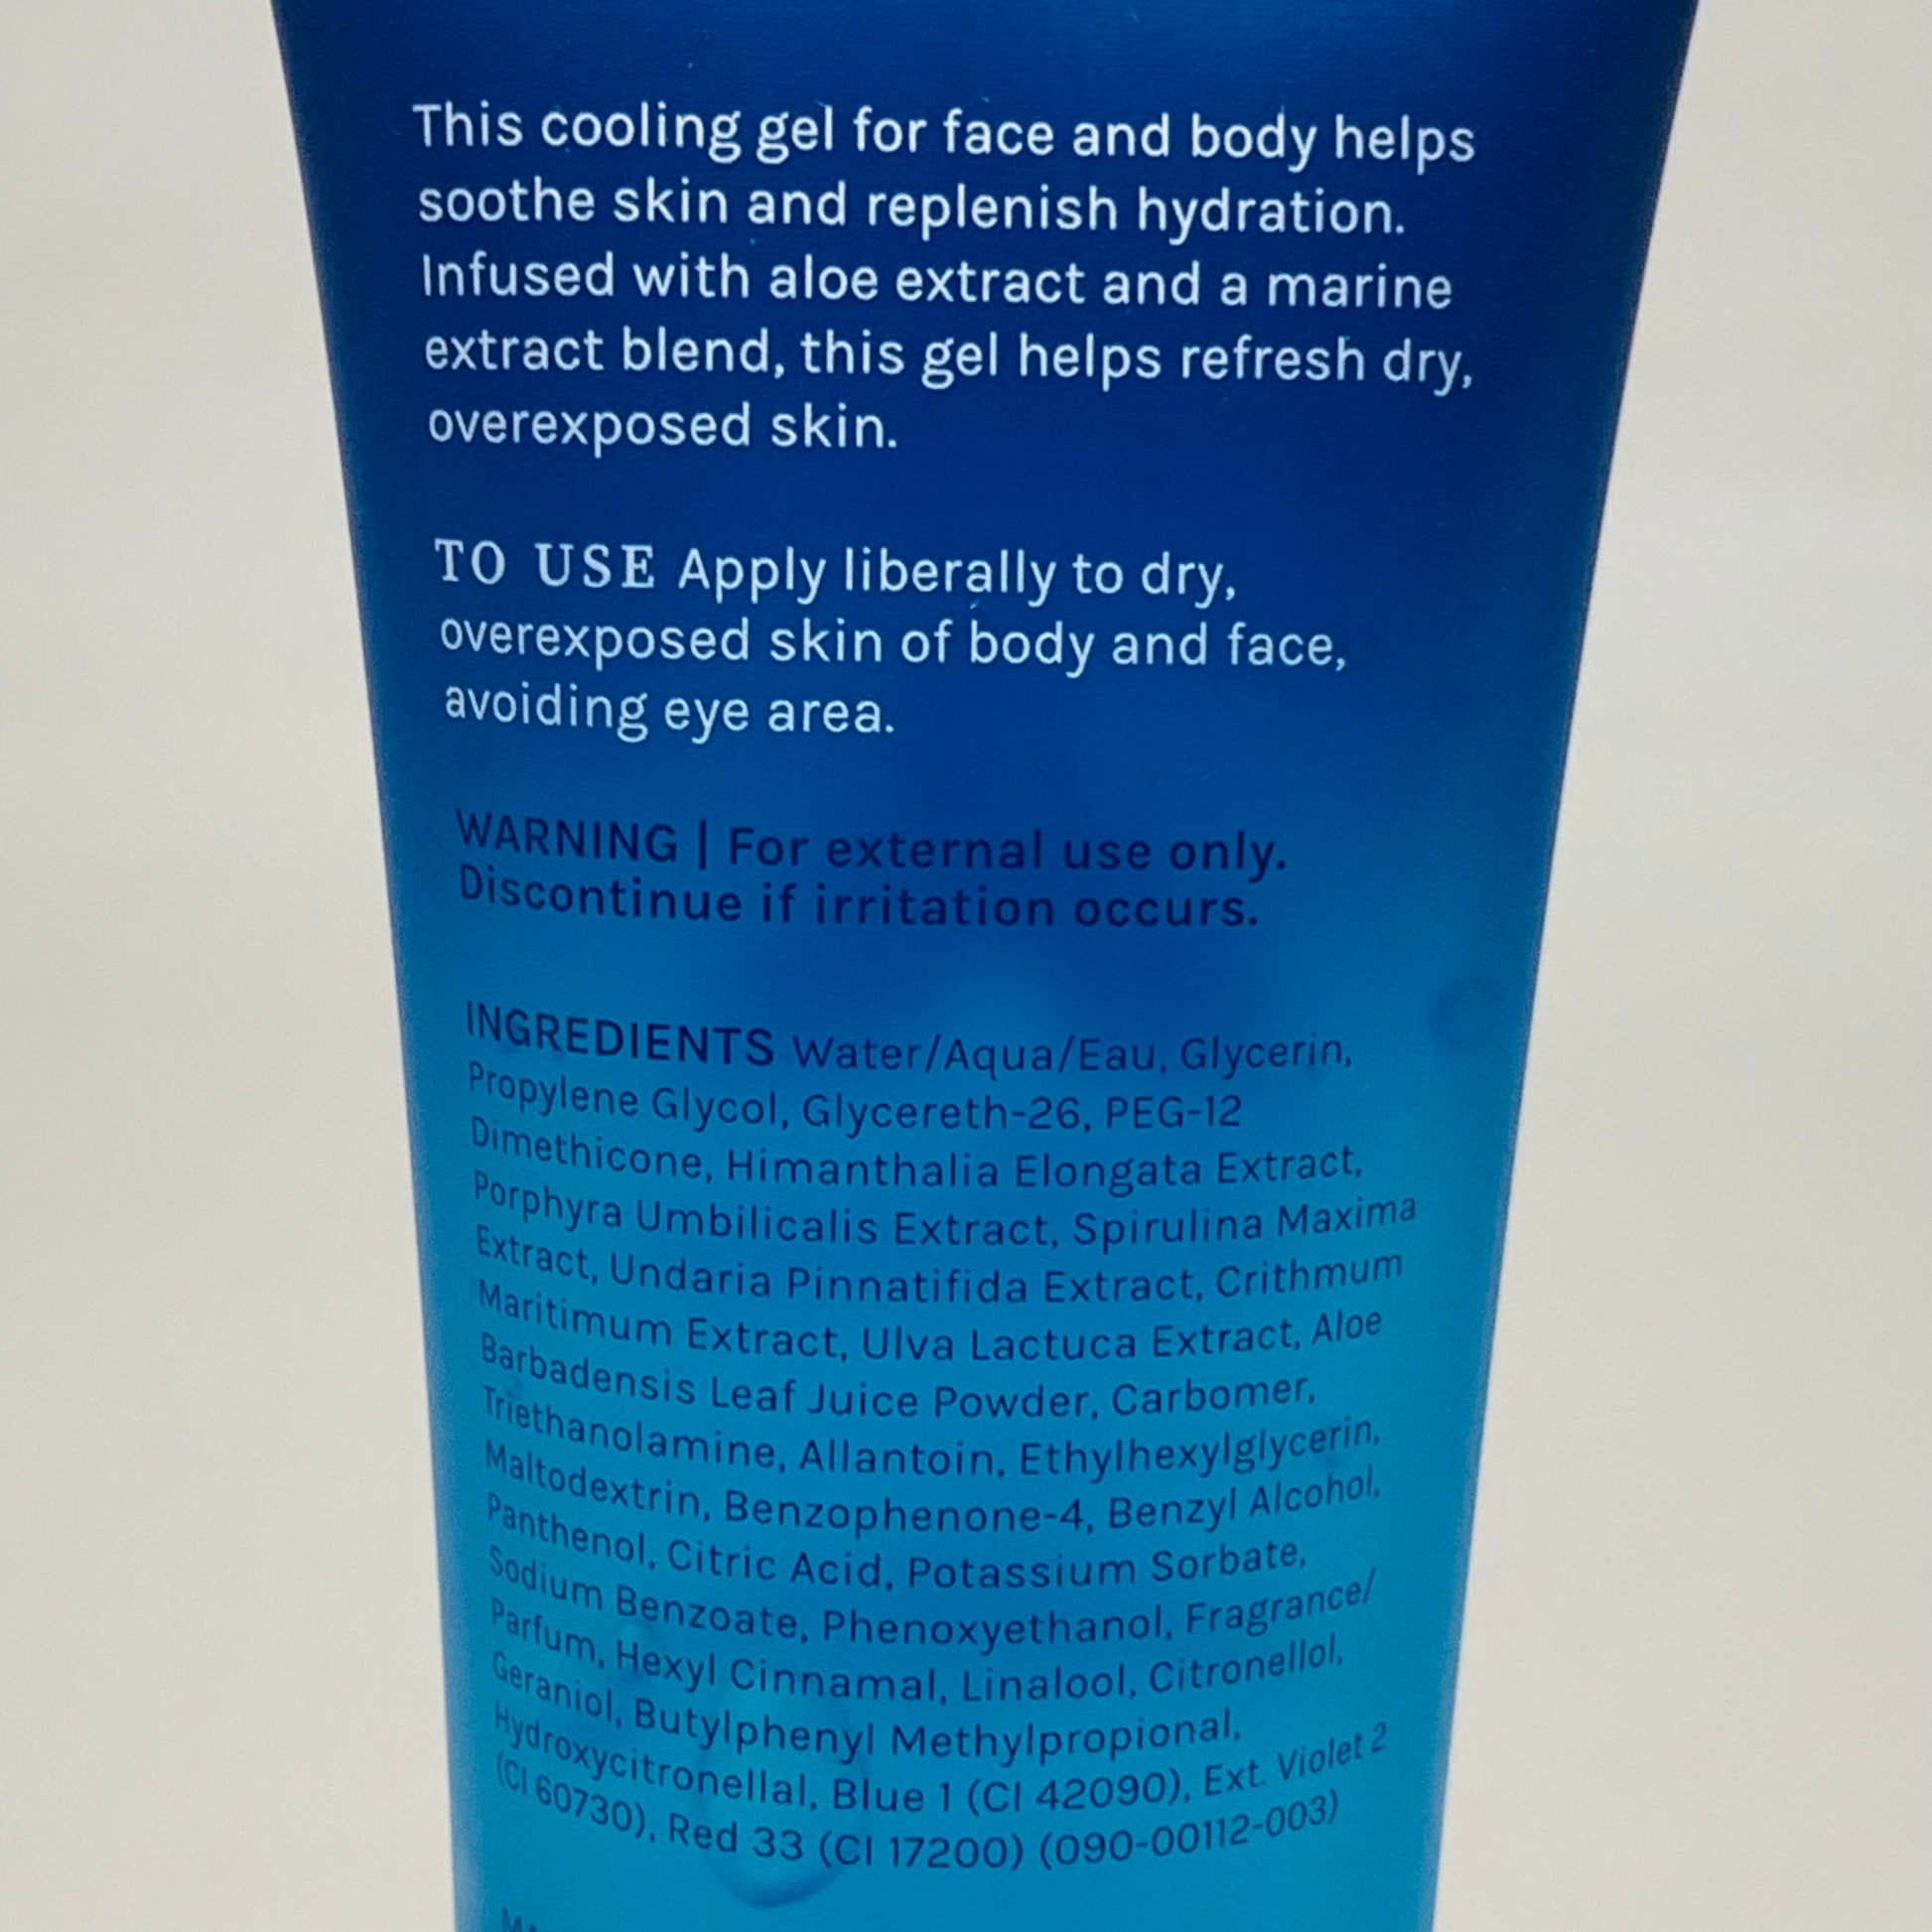 This cooling gel for face and body helps
soothe skin and replenish hydration.
Infused with aloe extract and a marine
extract blend, this gel helps refresh dry,
overexposed skin.
TO USE Apply liberally to dry,
overexposed skin of body and face,
avoiding eye area.
WARNING | For external use only.
Discontinue if irritation occurs.
INGREDIENTS Water/Aqua/Eau, Glycerin,
Propylene Glycol, Glycereth-26, PEG-12
Dimethicone, Himanthalia Elongata Extract,
Porphyra Umbilicalis Extract, Spirulina Maxima
Extract, Undaria Pinnatifida Extract, Crithmum
Maritimum Extract, Ulva Lactuca Extract, Aloe
Barbadensis Leaf Juice Powder, Carbomer,
Triethanolamine, Allantoin, Ethylhexylglycerin,
Maltodextrin, Benzophenone-4, Benzyl Alcohol,
Panthenol, Citric Acid, Potassium Sorbate,
Sodium Benzoate, Phenoxyethanol, Fragrance/
Parfum, Hexyl Cinnamal, Linalool, Citronellol,
Geraniol, Butylphenyl Methylpropional,
Hydroxycitronellal, Blue 1 (CI 42090), Ext. Violet 2
(CI 60730), Red 33 (CI 17200) (090-00112-003)